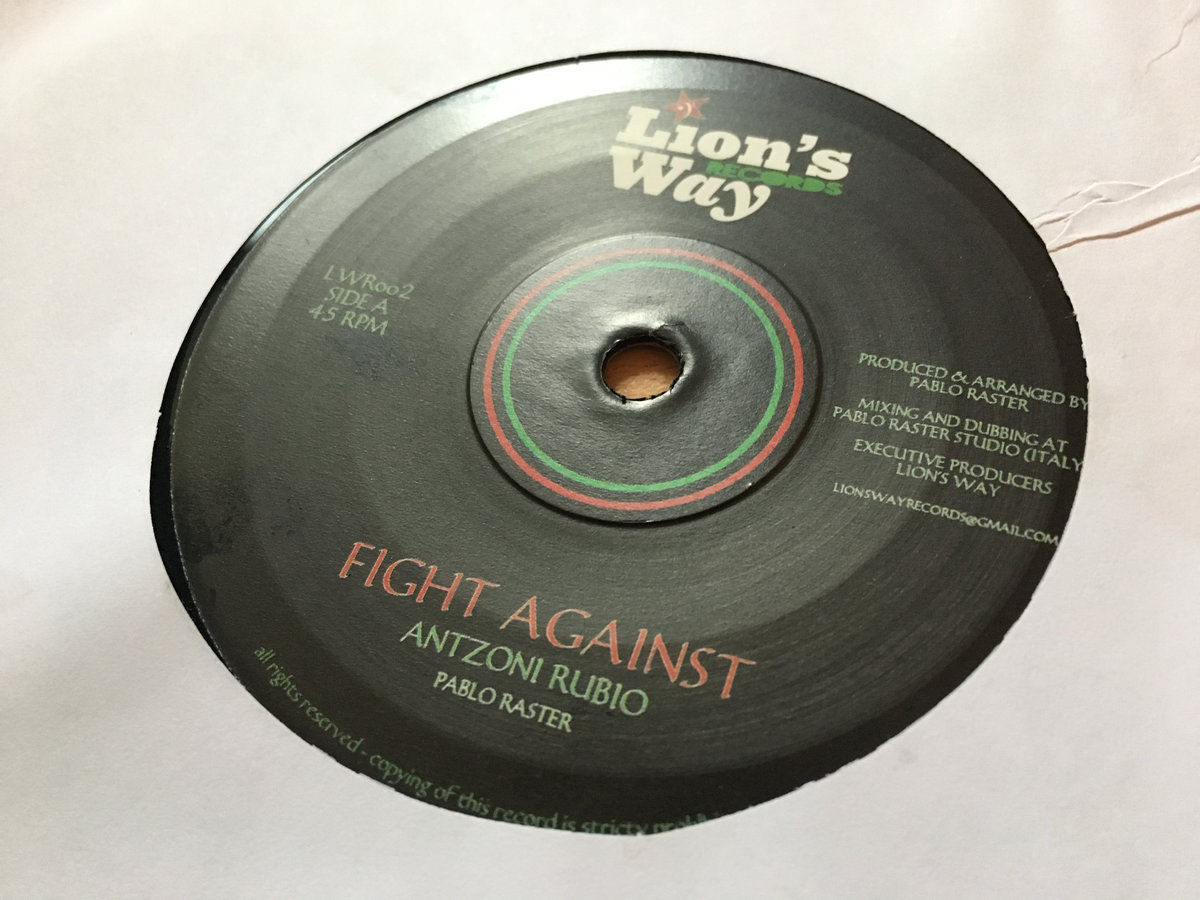 Lion's
Way
RECORDS
LWR002
SIDE A
45 RPM
PRODUCED & ARRANGED BY
PABLO RASTER
MIXING AND DUBBING AT
PABLO RASTER STUDIO (ITALY
EXECUTIVE PRODUCERS
LION'S WAY
LIONSWAYRECORDS@GMAIL.COM
FIGHT AGAINST
ANTZONI RUBIO
PABLO RASTER
all rights reserved - copying of this record is stricty